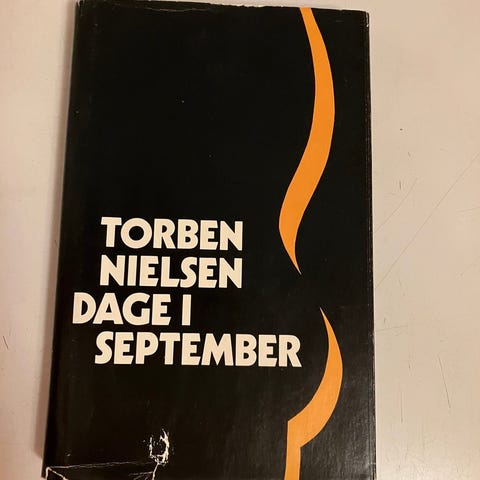 TORBEN
NIELSEN
DAGE I
SEPTEMBER